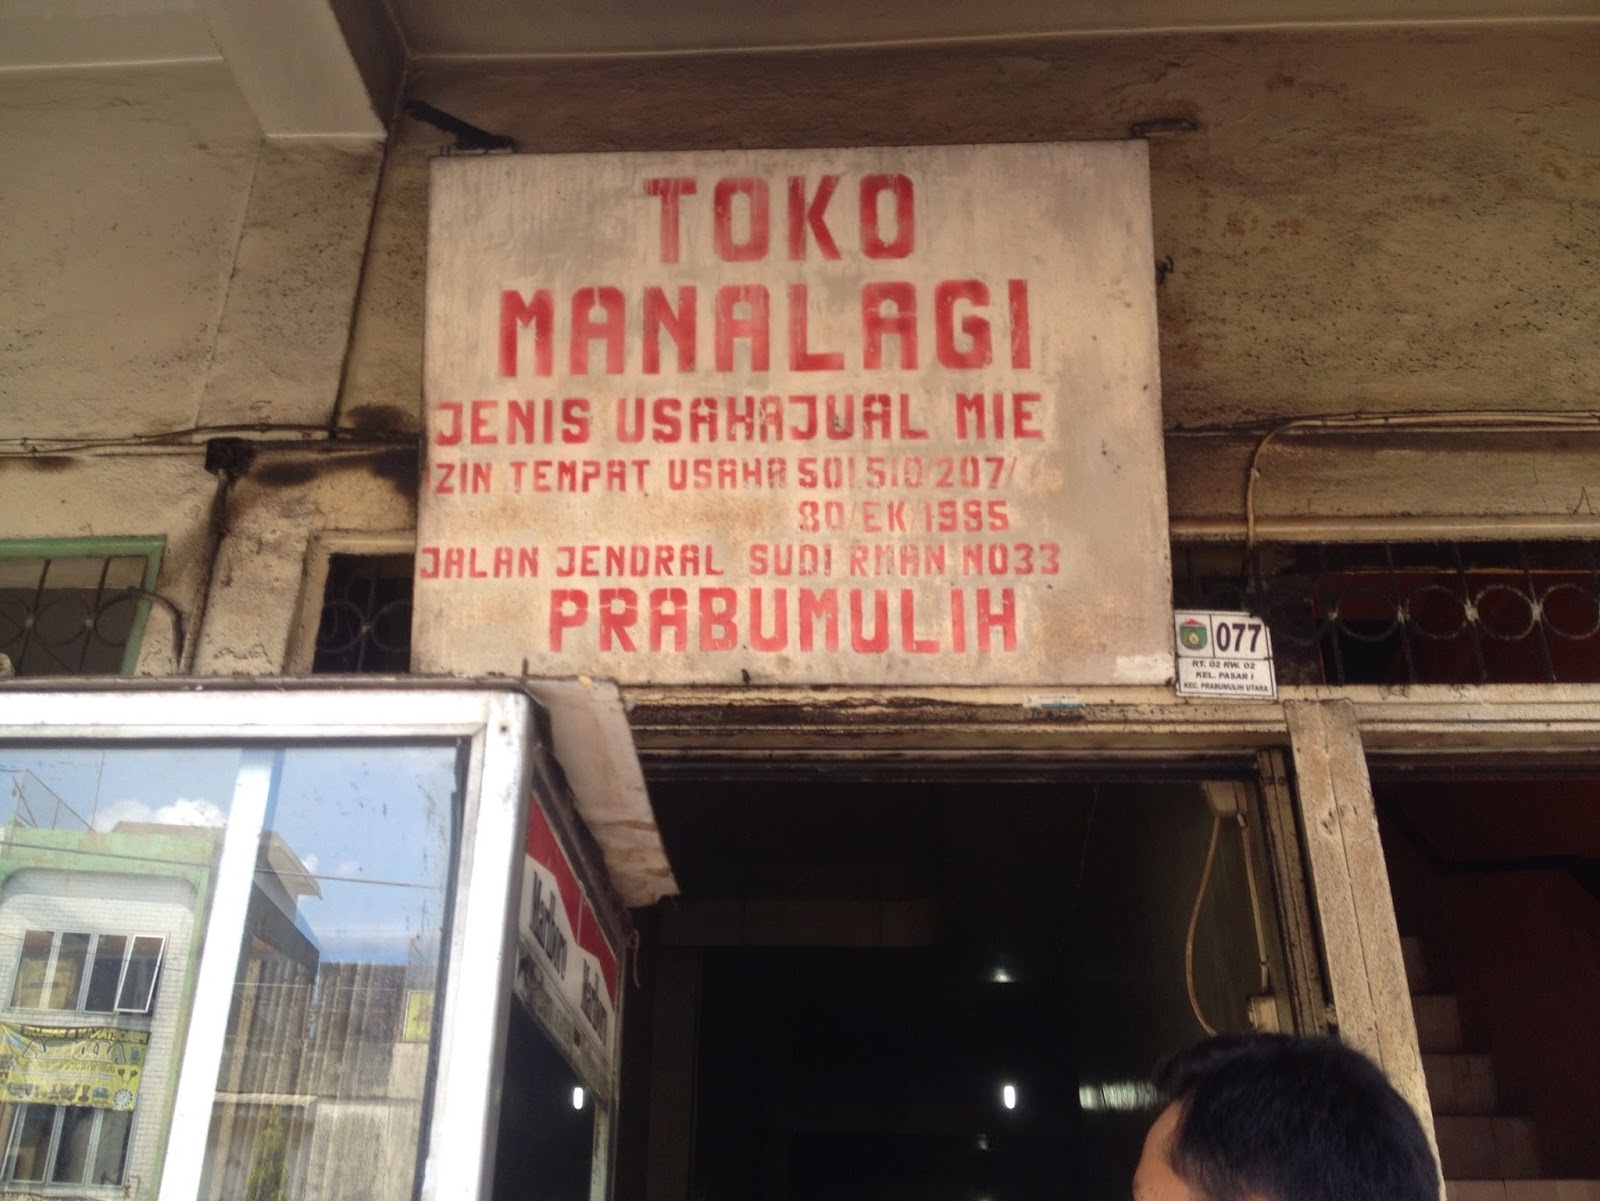 TOKO
MANALAGI
JENIS USAHAJUAL MIE
IZIN TEMPAT USAHA 501 510/207/
80/EK/1995
JALAN JENDRAL SUDI RMAN NO33
PRABUMULIH
077
RT. 02 RW. 02
KEL. PASAR I
KEC. PRABUMULIH UTARA
Marlboro